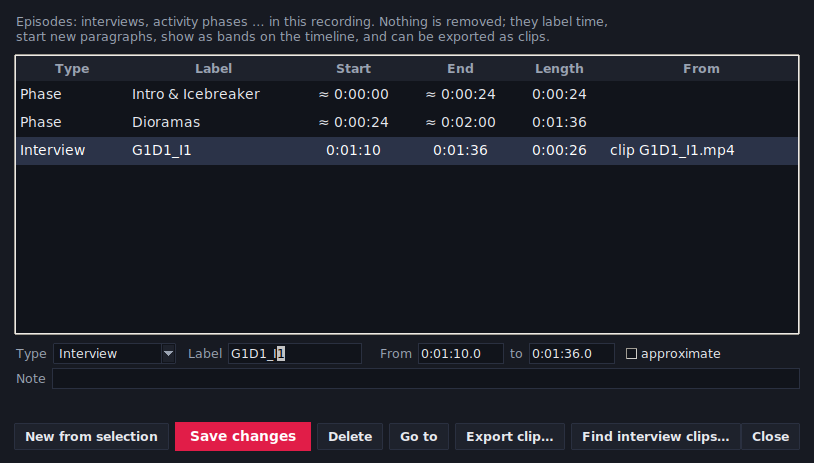 Episodes: interviews, activity phases ... in this recording. Nothing is removed; they label time,
start new paragraphs, show as bands on the timeline, and can be exported as clips.
Type Label Start End Length From
Phase Intro & Icebreaker ≈ 0:00:00 ≈ 0:00:24 0:00:24
Phase Dioramas ≈ 0:00:24 ≈ 0:02:00 0:01:36
Interview G1D1_I1 0:01:10 0:01:36 0:00:26 clip G1D1_I1.mp4
Type Interview Label G1D1_I1 From 0:01:10.0 to 0:01:36.0 approximate
Note
New from selection Save changes Delete Go to Export clip... Find interview clips... Close